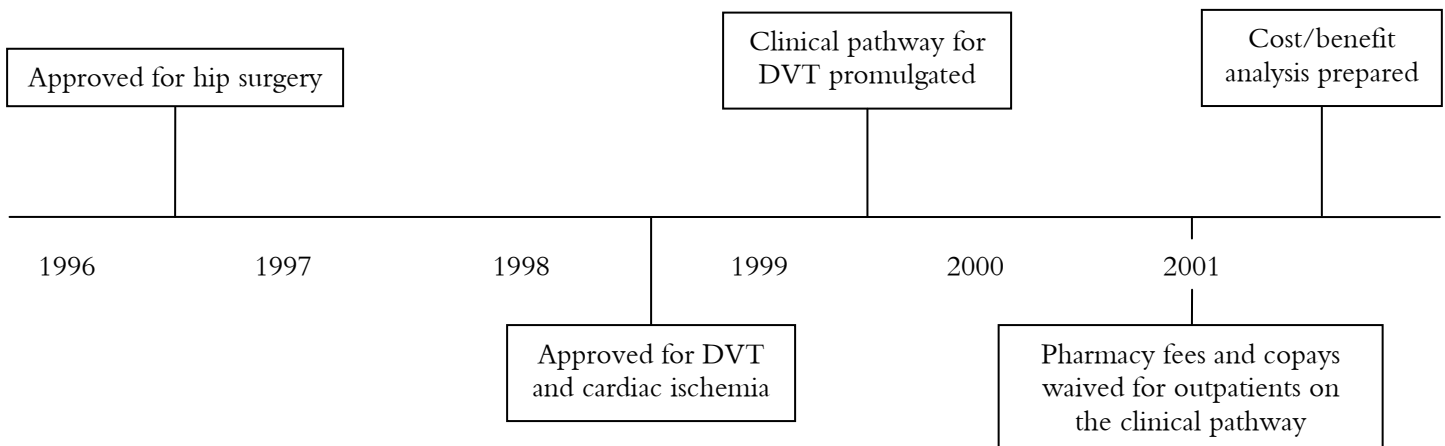 Approved for hip surgery
Clinical pathway for
DVT promulgated
Cost/benefit
analysis prepared
1996
1997
1998
1999
2000
2001
Approved for DVT
and cardiac ischemia
Pharmacy fees and copays
waived for outpatients on
the clinical pathway